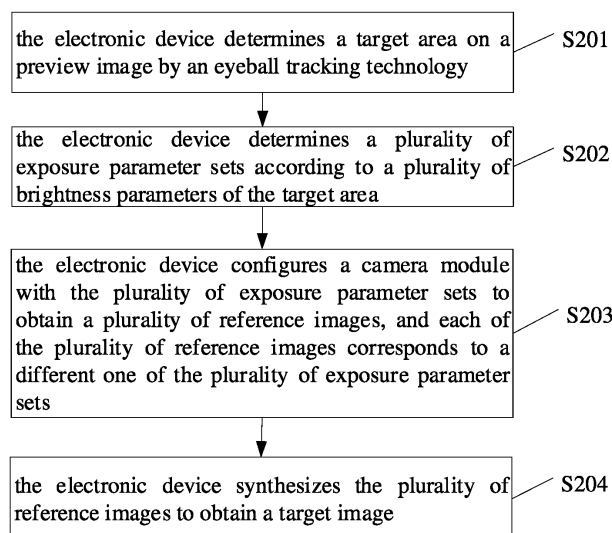 the electronic device determines a target area on a
preview image by an eyeball tracking technology
S201
the electronic device determines a plurality of
exposure parameter sets according to a plurality of
brightness parameters of the target area
S202
the electronic device configures a camera module
with the plurality of exposure parameter sets to
obtain a plurality of reference images, and each of
the plurality of reference images corresponds to a
different one of the plurality of exposure parameter
sets
S203
the electronic device synthesizes the plurality of
reference images to obtain a target image
S204